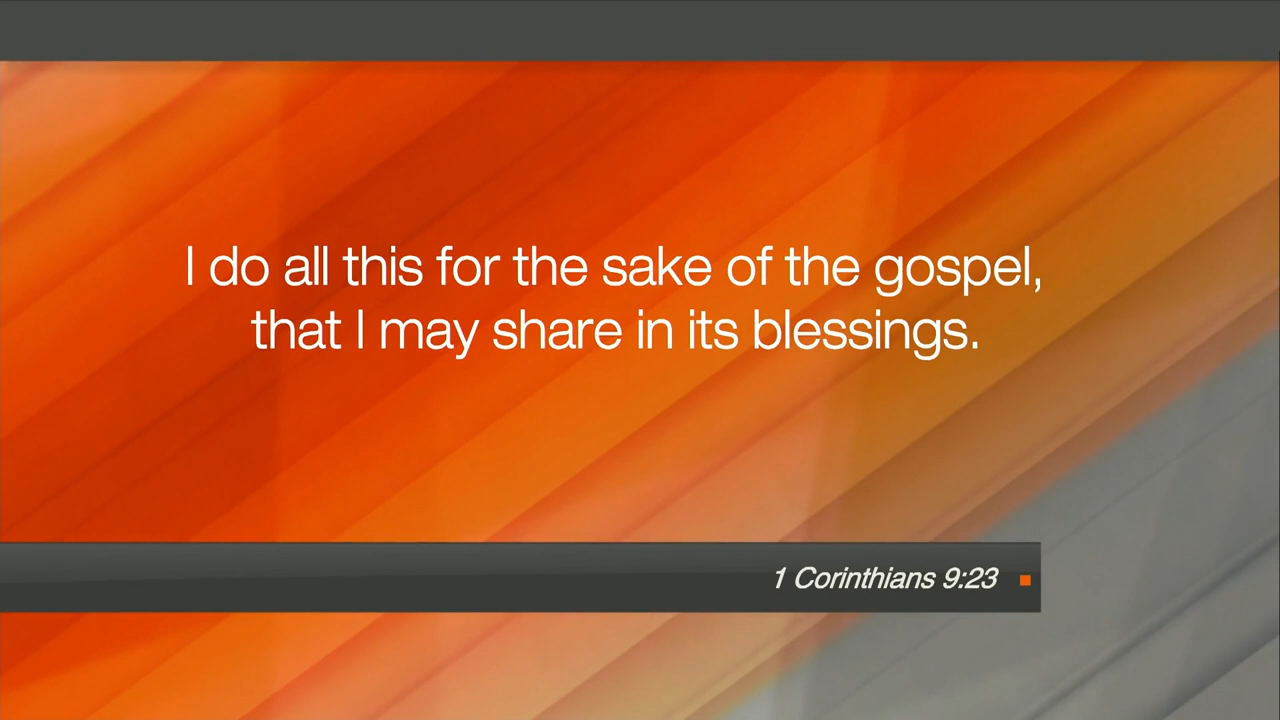 I do all this for the sake of the gospel,
that I may share in its blessings.
1 Corinthians 9:23